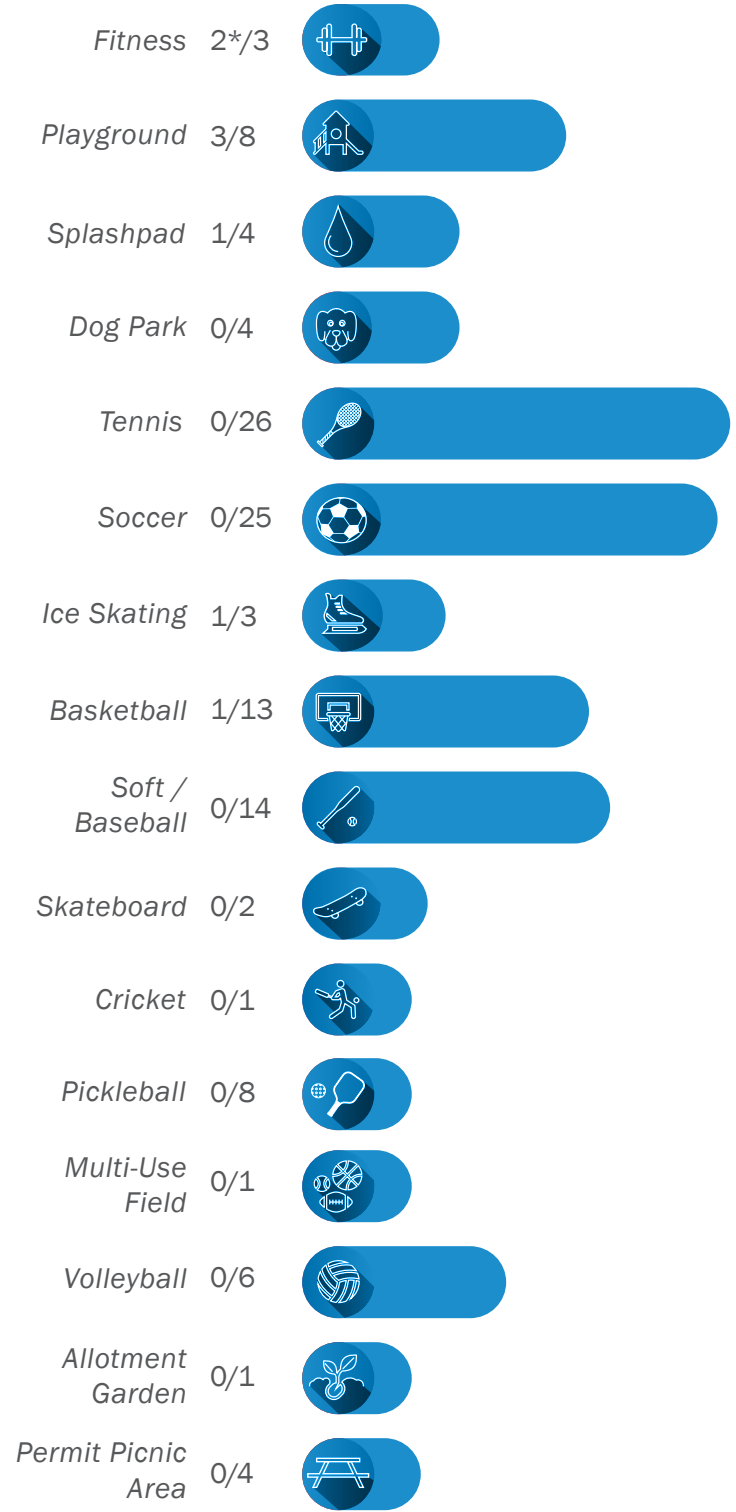 Fitness 2*/3
Playground 3/8
Splashpad 1/4
Dog Park 0/4
Tennis 0/26
Soccer 0/25
Ice Skating 1/3
Basketball 1/13
Soft /
Baseball 0/14
Skateboard 0/2
Cricket 0/1
Pickleball 0/8
Multi-Use
Field 0/1
Volleyball 0/6
Allotment
Garden 0/1
Permit Picnic
Area 0/4